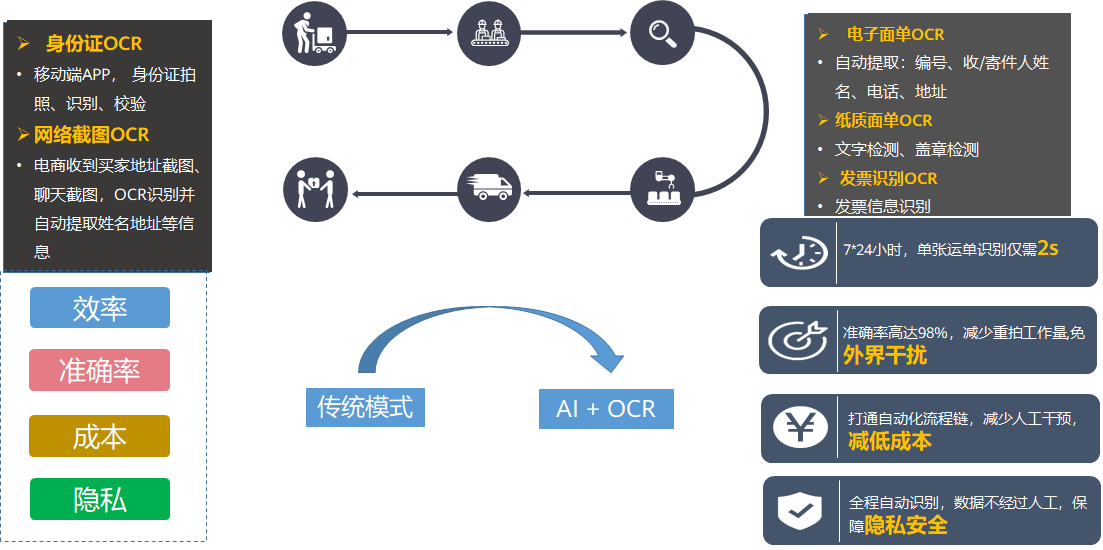 身份证OCR
移动端APP， 身份证拍
照、识别、校验
网络截图OCR
电商收到买家地址截图、
聊天截图，OCR识别并
自动提取姓名地址等信
息
电子面单OCR
自动提取：编号、收/寄件人姓
名、电话、地址
纸质面单OCR
文字检测、盖章检测
发票识别OCR
发票信息识别
效率
准确率
成本
隐私
传统模式
AI + OCR
7*24小时，单张运单识别仅需2s
准确率高达98%，减少重拍工作量,免
外界干扰
¥
打通自动化流程链，减少人工干预，
减低成本
全程自动识别，数据不经过人工，保
障隐私安全